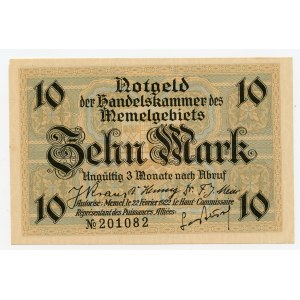 Notgeld
10 der Handelskammer des 10
Memelgebiets
Zehn Mark
Ungültig 3 Monate nach Abruf
Autorisé: Memel, le 22 Février 1922 Le Haut-Commissaire
10 Représentant des Puissances Alliées: 10
№ 201082